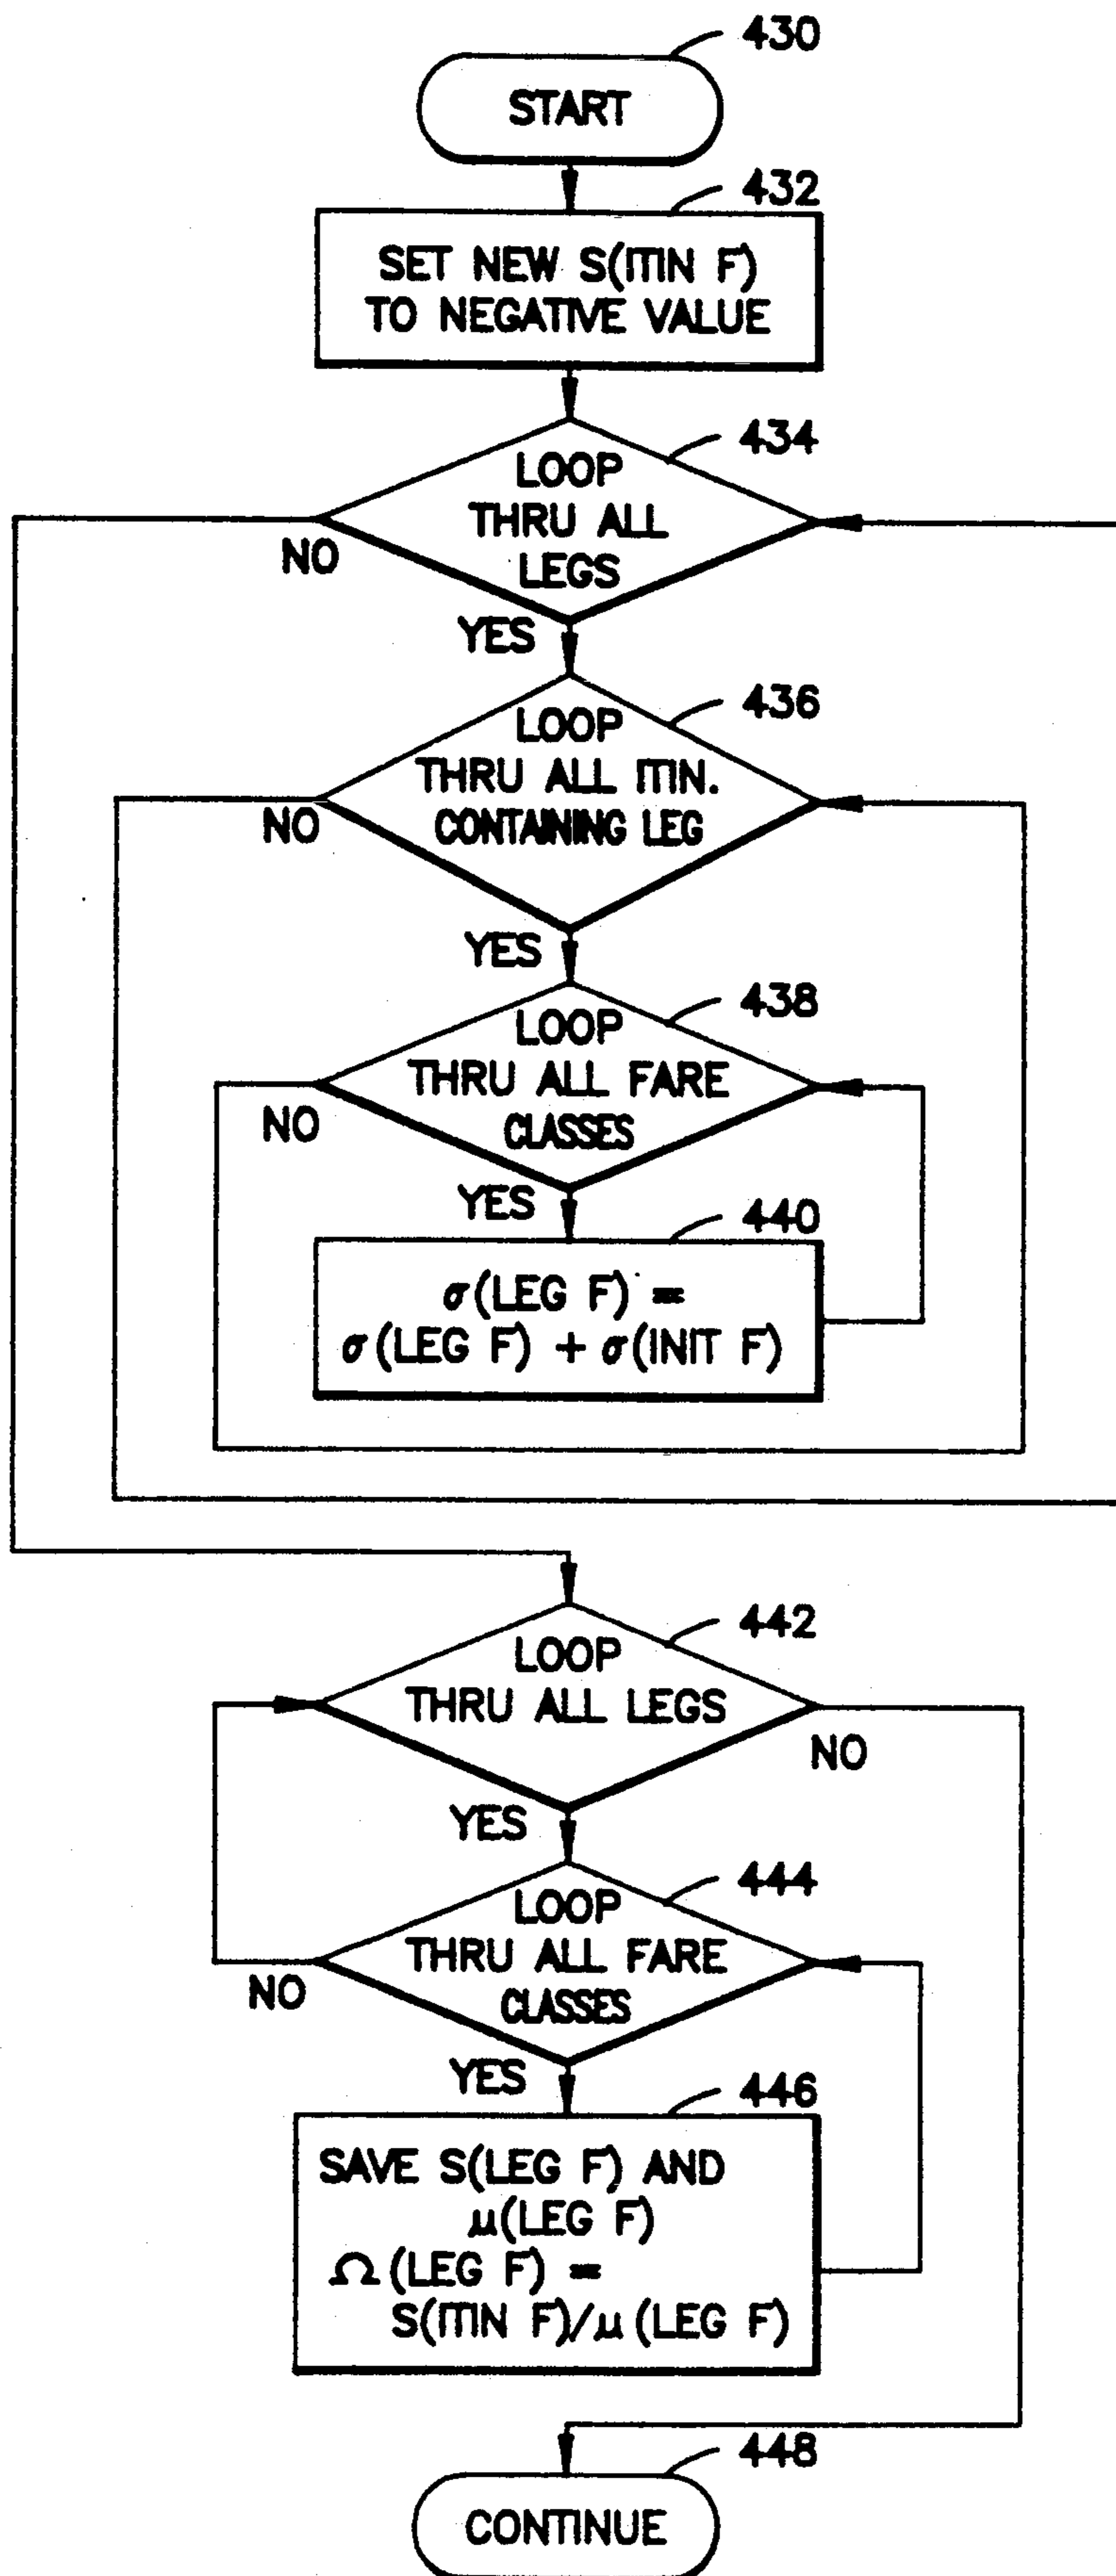 430
START
432
SET NEW S(ITIN F)
TO NEGATIVE VALUE
434
LOOP
THRU ALL
LEGS
NO
YES
436
LOOP
THRU ALL ITIN.
CONTAINING LEG
NO
YES
438
LOOP
THRU ALL FARE
CLASSES
NO
YES
440
σ(LEG F) =
σ(LEG F) + σ(INIT F)
442
LOOP
THRU ALL LEGS
NO
YES
444
LOOP
THRU ALL FARE
CLASSES
NO
YES
446
SAVE S(LEG F) AND
μ(LEG F)
Ω(LEG F) =
S(ITIN F)/μ(LEG F)
448
CONTINUE